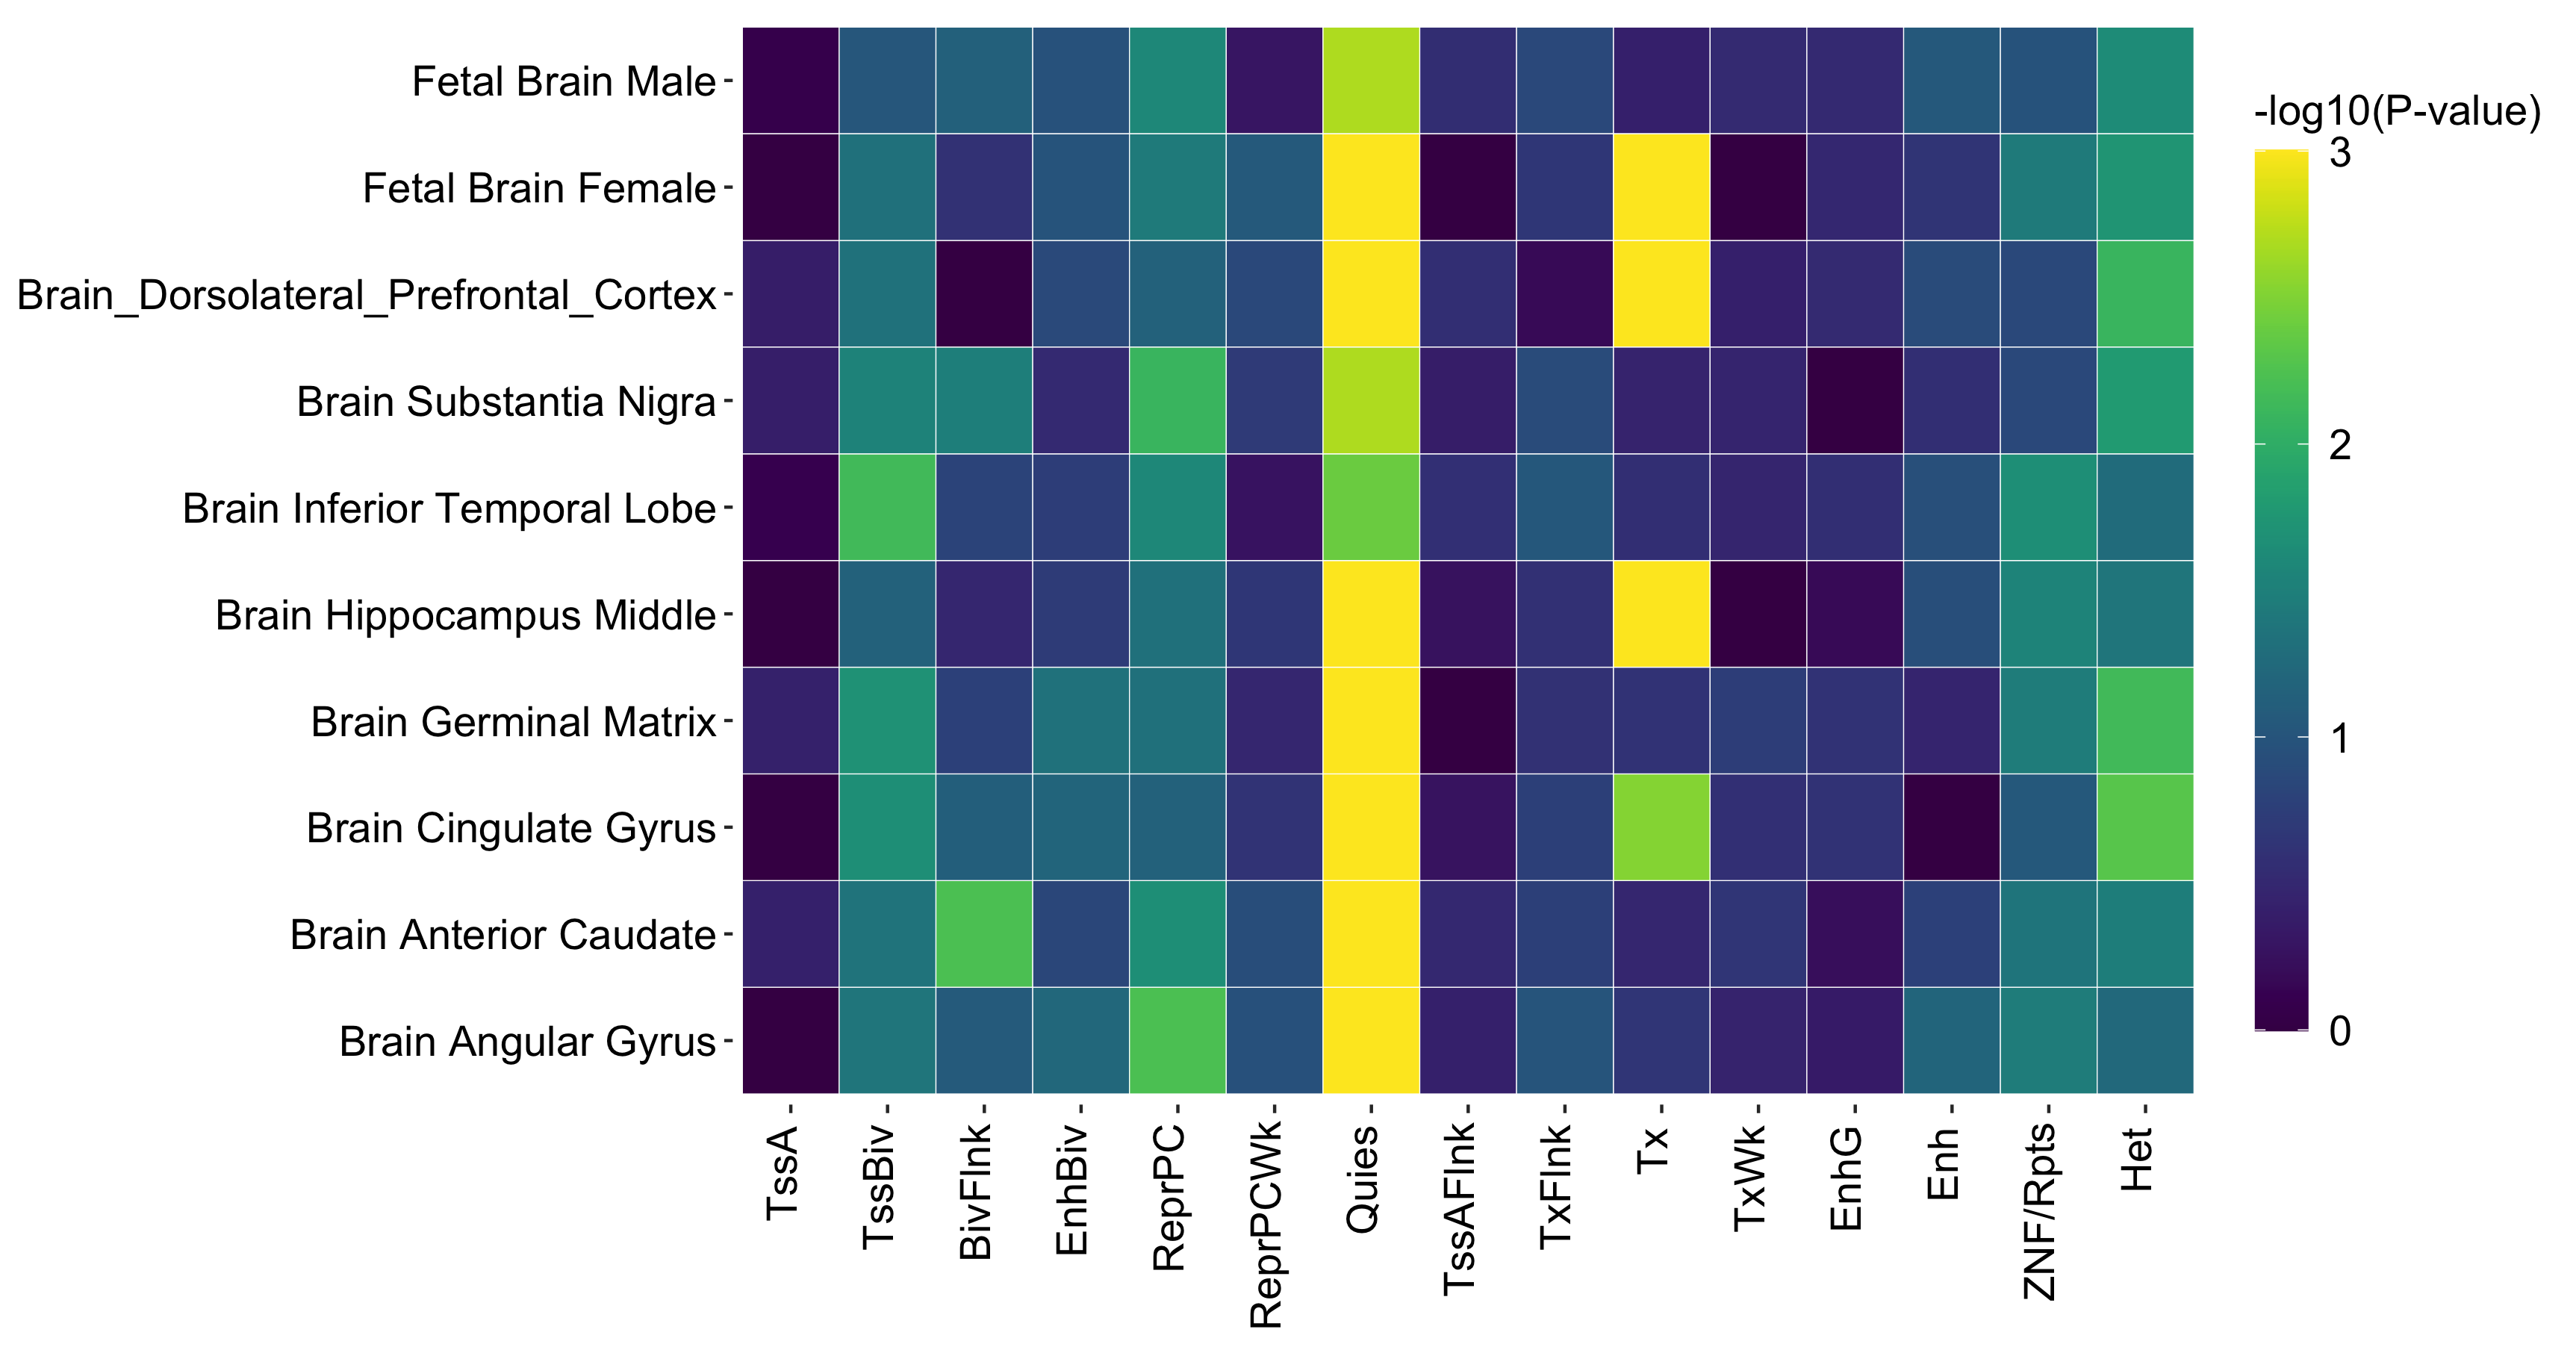 Fetal Brain Male
Fetal Brain Female
Brain_Dorsolateral_Prefrontal_Cortex
Brain Substantia Nigra
Brain Inferior Temporal Lobe
Brain Hippocampus Middle
Brain Germinal Matrix
Brain Cingulate Gyrus
Brain Anterior Caudate
Brain Angular Gyrus
TssA
TssBiv
BivFlnk
EnhBiv
ReprPC
ReprPCWk
Quies
TssAFlnk
TxFlnk
Tx
TxWk
EnhG
Enh
ZNF/Rpts
Het
-log10(P-value)
3
2
1
0